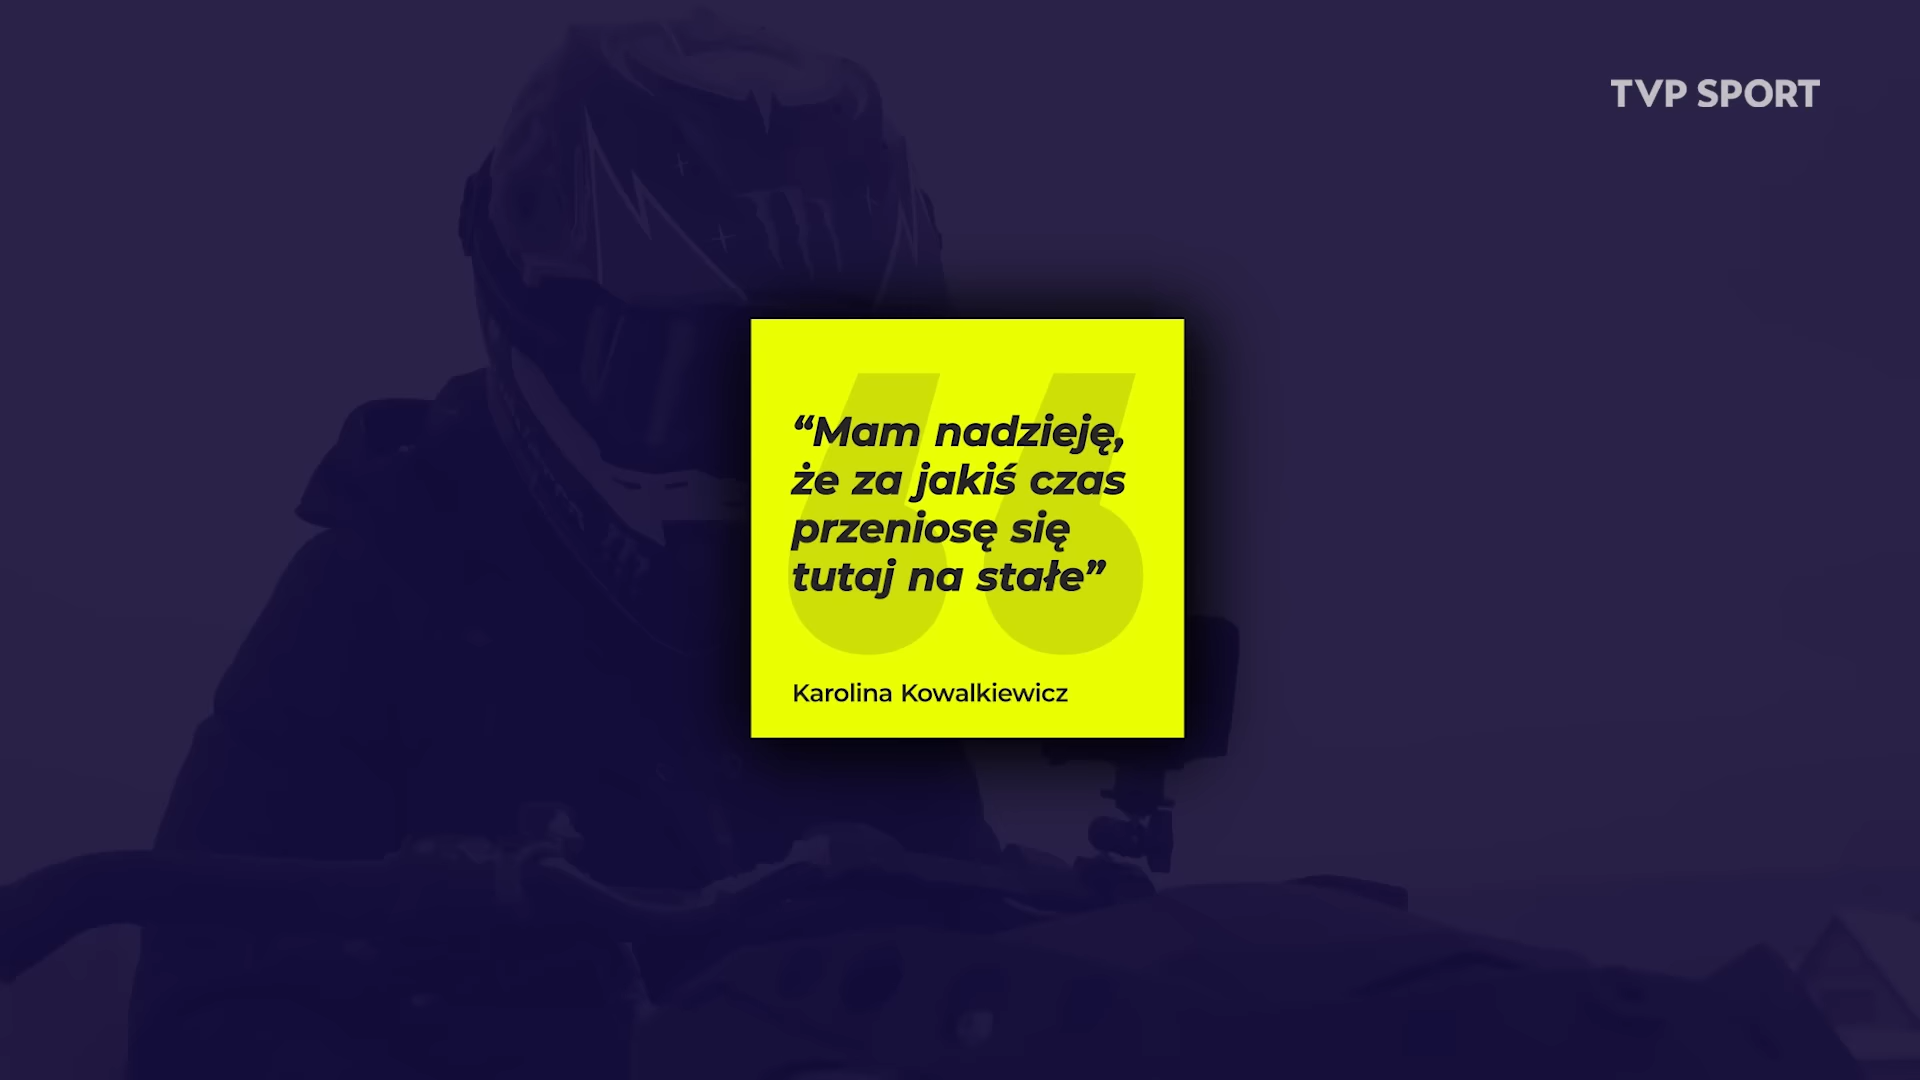 TVP SPORT
“Mam nadzieję,
że za jakiś czas
przeniosę się
tutaj na stałe”
Karolina Kowalkiewicz